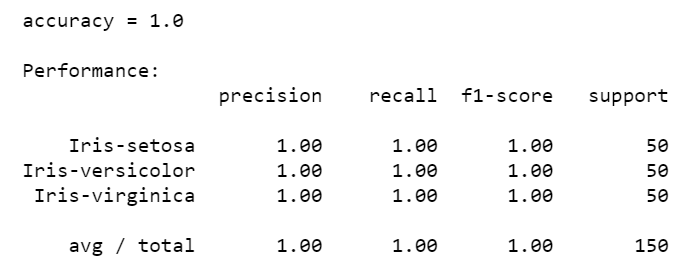 accuracy = 1.0
Performance:
precision recall f1-score support
Iris-setosa 1.00 1.00 1.00 50
Iris-versicolor 1.00 1.00 1.00 50
Iris-virginica 1.00 1.00 1.00 50
avg / total 1.00 1.00 1.00 150